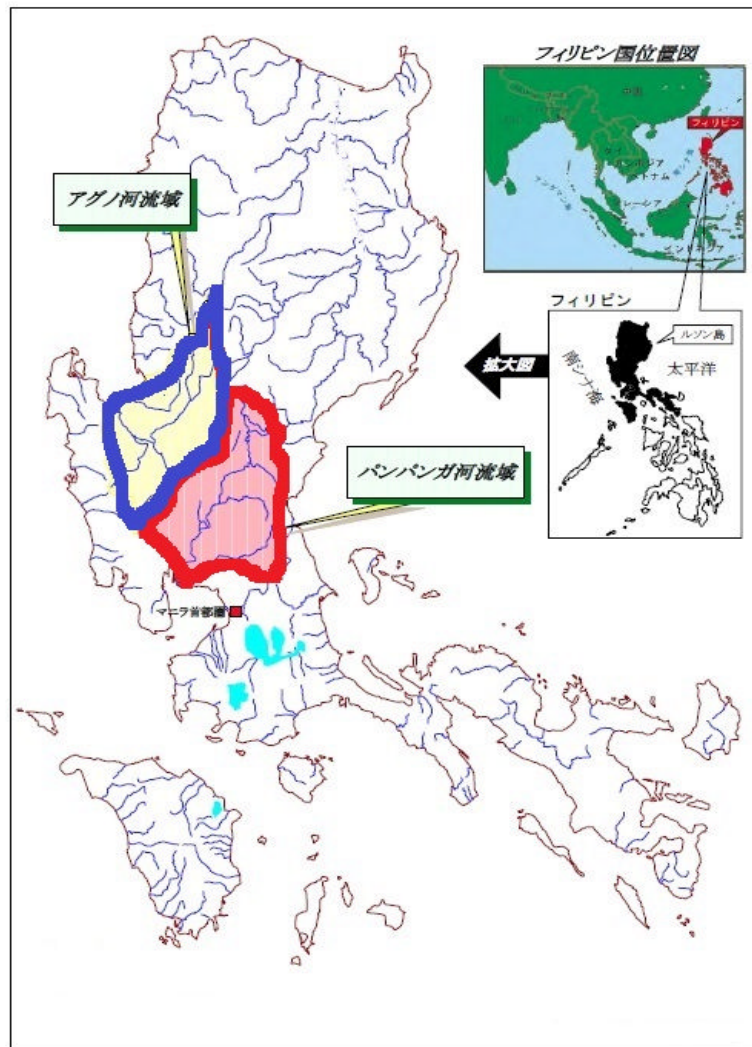 フィリピン国位置図
中国
フィリピン
タイ
カンボジア
ベトナム
マレーシア
インドネシア
アグノ河流域
フィリピン
ルソン島
拡大図
南シナ海
太平洋
パンパンガ河流域
マニラ首都圏